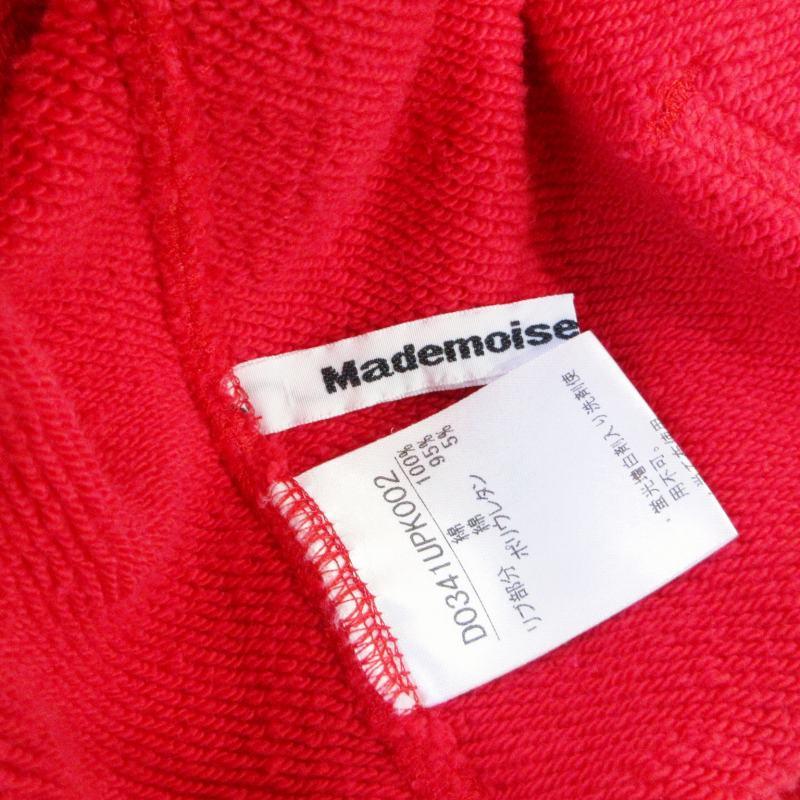 Mademoise
D0341UPK002
綿 100%
綿 95%
リブ部分 ポリウレタン 5%
蛍光増白剤入り洗剤使
用不可。